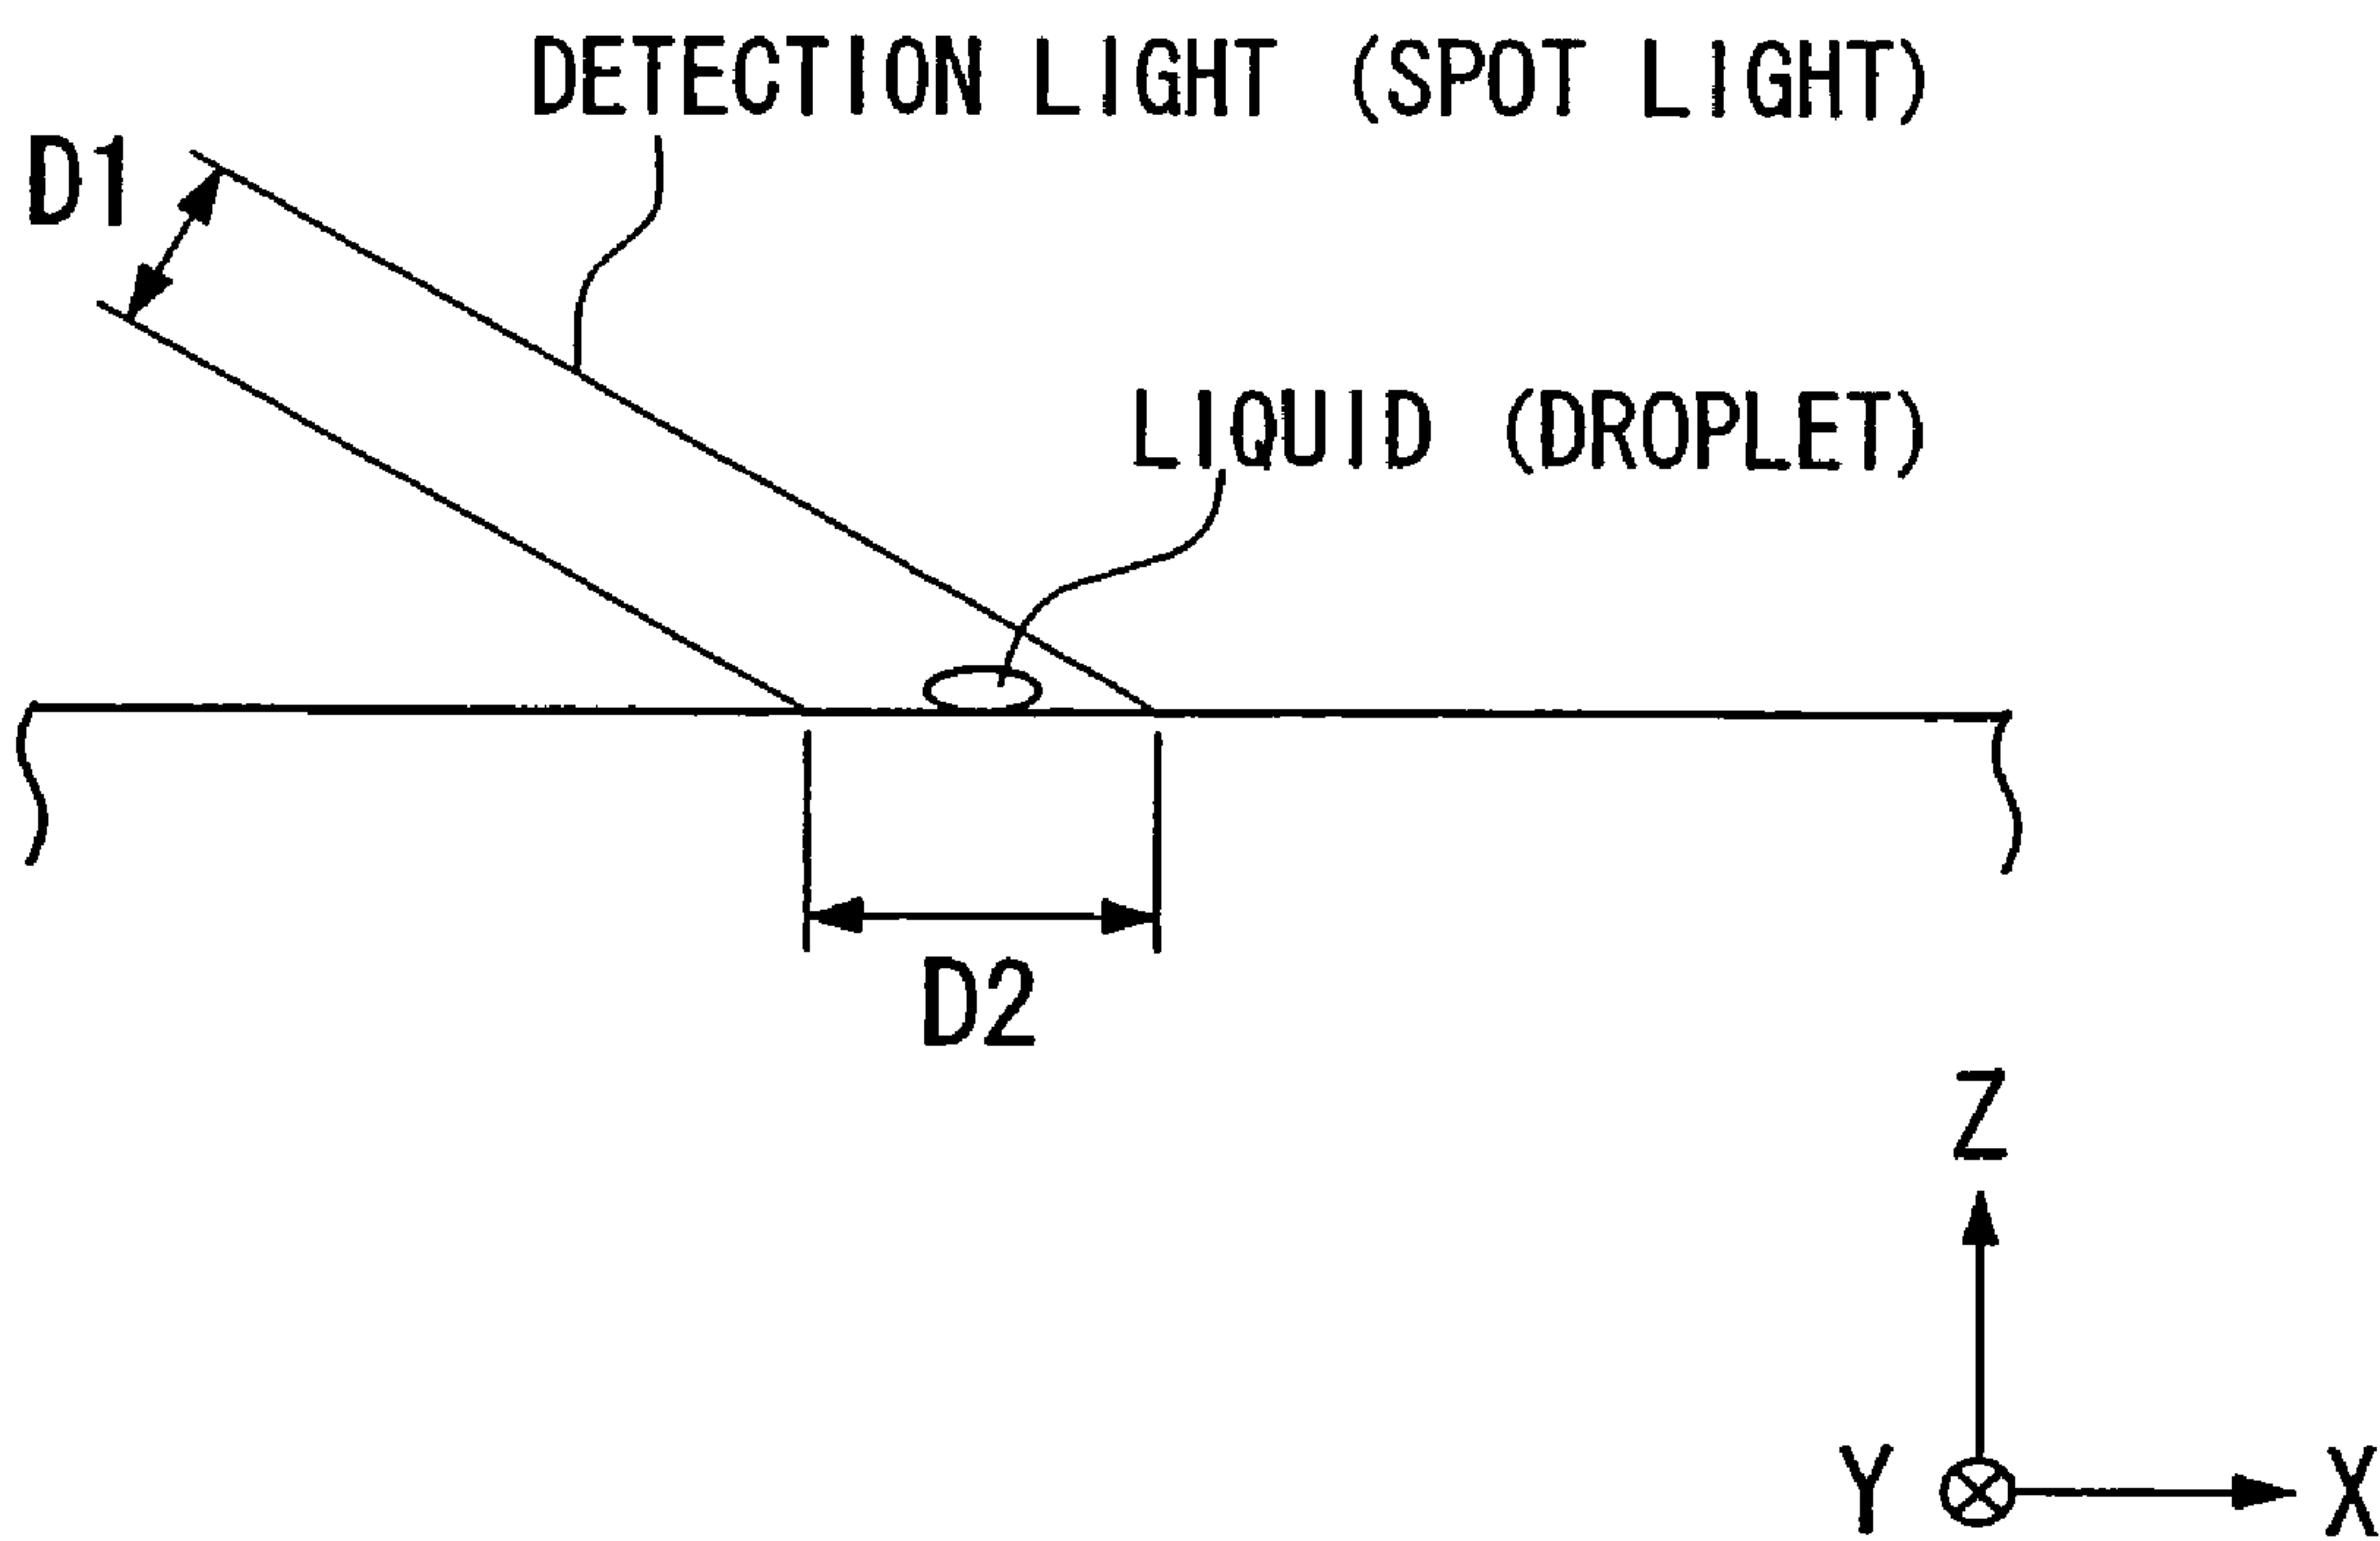 DETECTION LIGHT (SPOT LIGHT)
D1
LIQUID (DROPLET)
D2
Z
Y
X